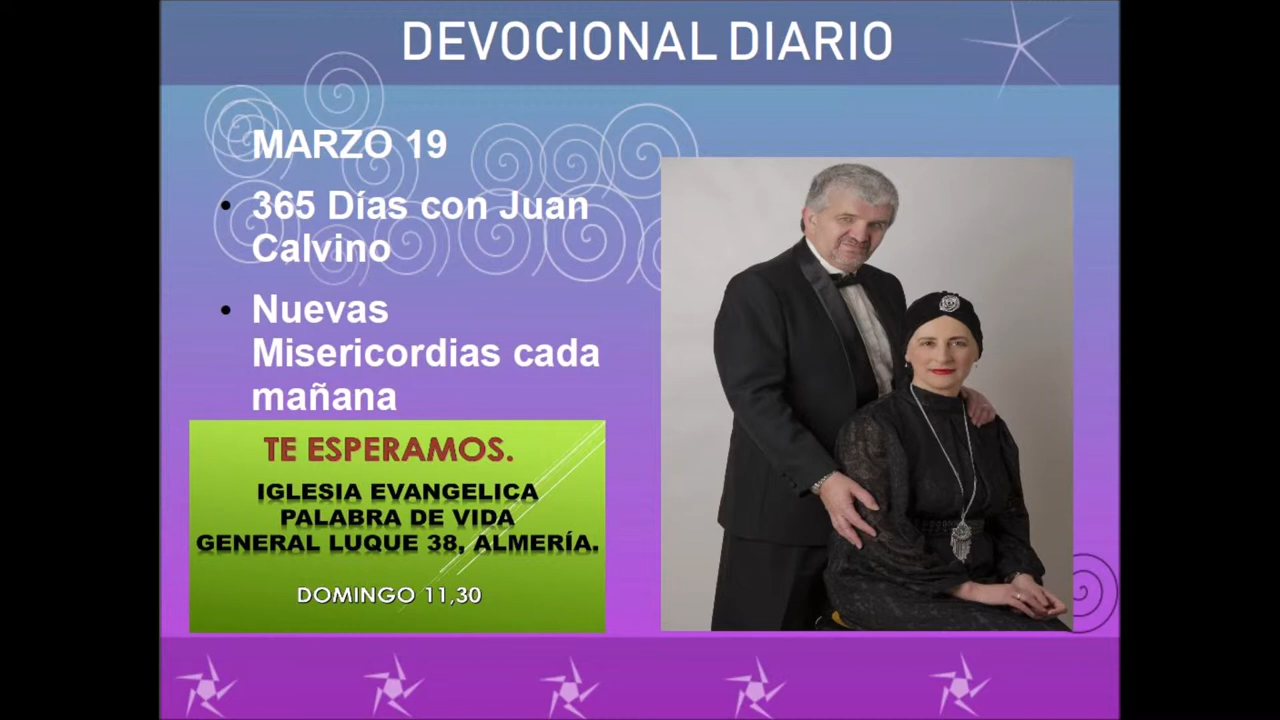 DEVOCIONAL DIARIO
MARZO 19
• 365 Días con Juan
Calvino
• Nuevas
Misericordias cada
mañana
TE ESPERAMOS.
IGLESIA EVANGELICA
PALABRA DE VIDA
GENERAL LUQUE 38, ALMERÍA.
DOMINGO 11,30